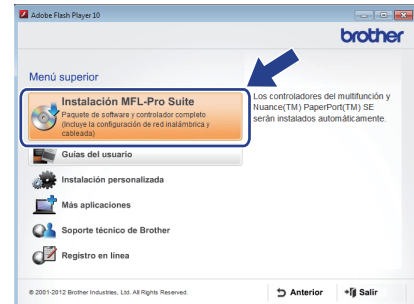 Adobe Flash Player 10
brother
Menú superior
Instalación MFL-Pro Suite
Paquete de software y controlador completo
(Incluye la configuración de red inalámbrica y
cableada)
Los controladores del multifunción y
Nuance(TM) PaperPort(TM) SE
serán instalados automáticamente.
Guías del usuario
Instalación personalizada
Más aplicaciones
Soporte técnico de Brother
Registro en línea
© 2001-2012 Brother Industries, Ltd. All Rights Reserved.
Anterior
Salir